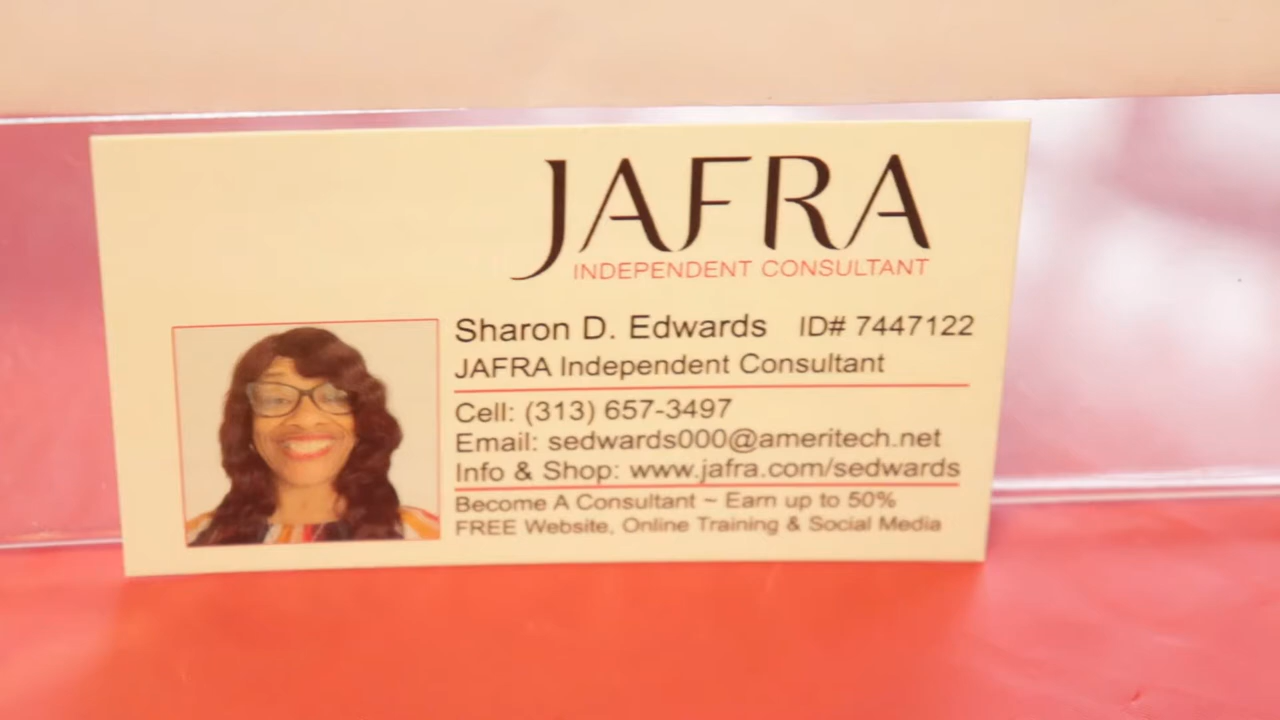 JAFRA
INDEPENDENT CONSULTANT
Sharon D. Edwards ID# 7447122
JAFRA Independent Consultant
Cell: (313) 657-3497
Email: sedwards000@ameritech.net
Info & Shop: www.jafra.com/sedwards
Become A Consultant ~ Earn up to 50%
FREE Website, Online Training & Social Media